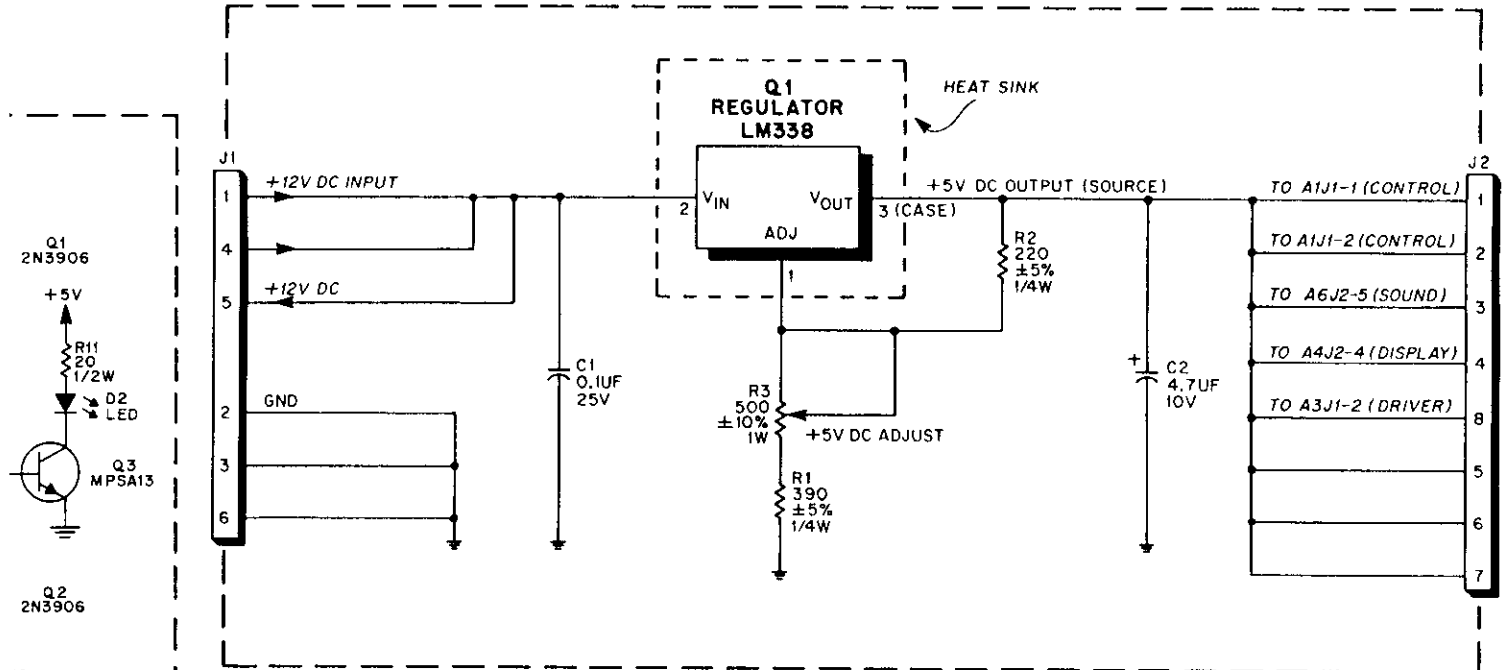 Q1
2N3906
+5V
R11
20
1/2W
D2
LED
Q3
MPSA13
Q2
2N3906
J1
1
+12V DC INPUT
4
5
+12V DC
2
GND
3
6
C1
0.1UF
25V
Q1
REGULATOR
LM338
HEAT SINK
2
VIN
VOUT
ADJ
3 (CASE)
1
+5V DC OUTPUT (SOURCE)
R2
220
±5%
1/4W
R3
500
±10%
1W
+5V DC ADJUST
R1
390
±5%
1/4W
+
C2
4.7UF
10V
J2
TO A1J1-1 (CONTROL)
1
TO A1J1-2 (CONTROL)
2
TO A6J2-5 (SOUND)
3
TO A4J2-4 (DISPLAY)
4
TO A3J1-2 (DRIVER)
8
5
6
7